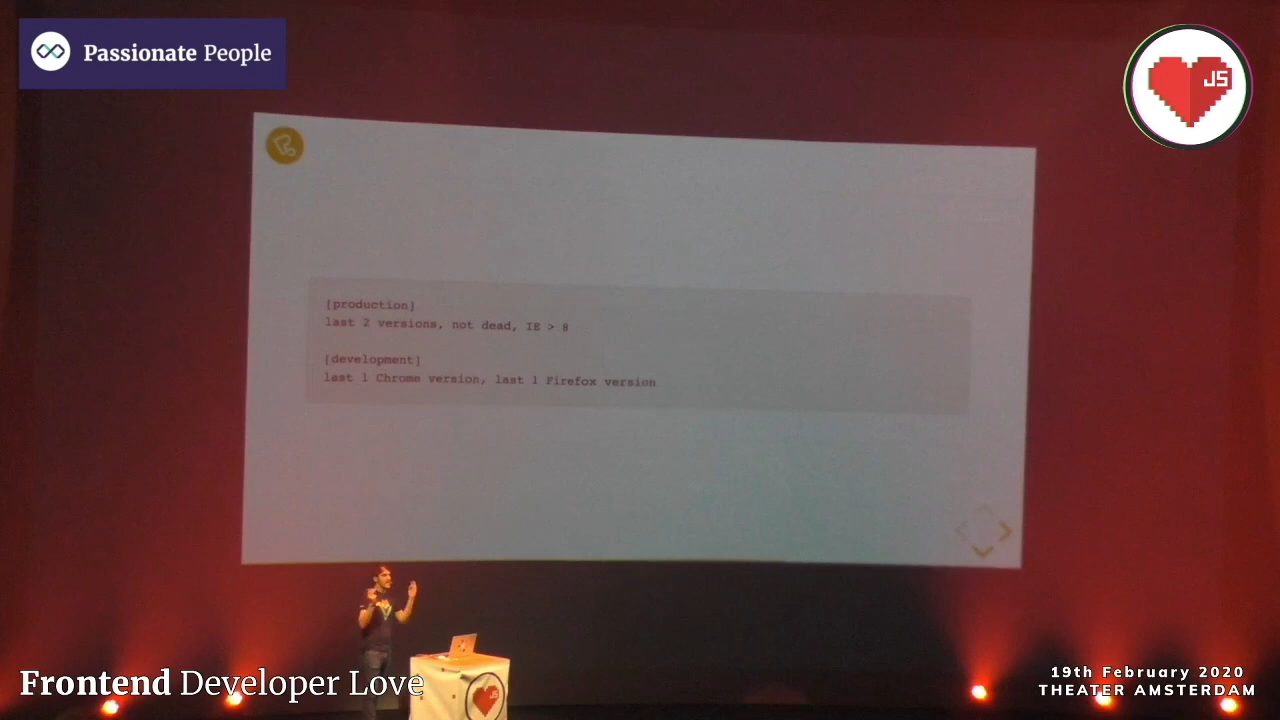 Passionate People
JS
[production]
last 2 versions, not dead, IE > 8
[development]
last 1 Chrome version, last 1 Firefox version
JS
Frontend Developer Love
19th February 2020
THEATER AMSTERDAM